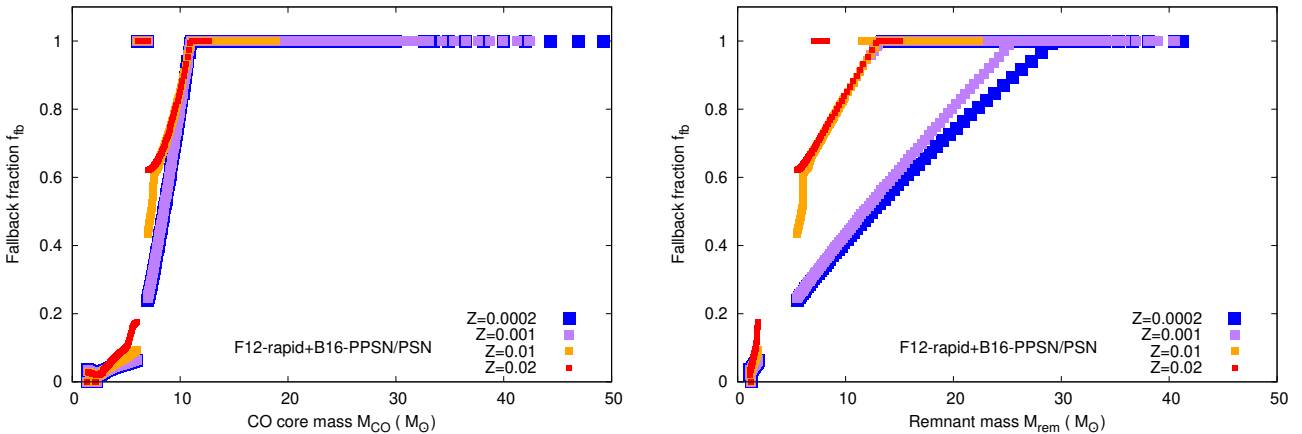 Fallback fraction f_fb
1
0.8
0.6
0.4
0.2
0
0 10 20 30 40 50
CO core mass M_CO ( M_⊙)
F12-rapid+B16-PPSN/PSN
Z=0.0002
Z=0.001
Z=0.01
Z=0.02
Fallback fraction f_fb
1
0.8
0.6
0.4
0.2
0
0 10 20 30 40 50
Remnant mass M_rem ( M_⊙)
F12-rapid+B16-PPSN/PSN
Z=0.0002
Z=0.001
Z=0.01
Z=0.02